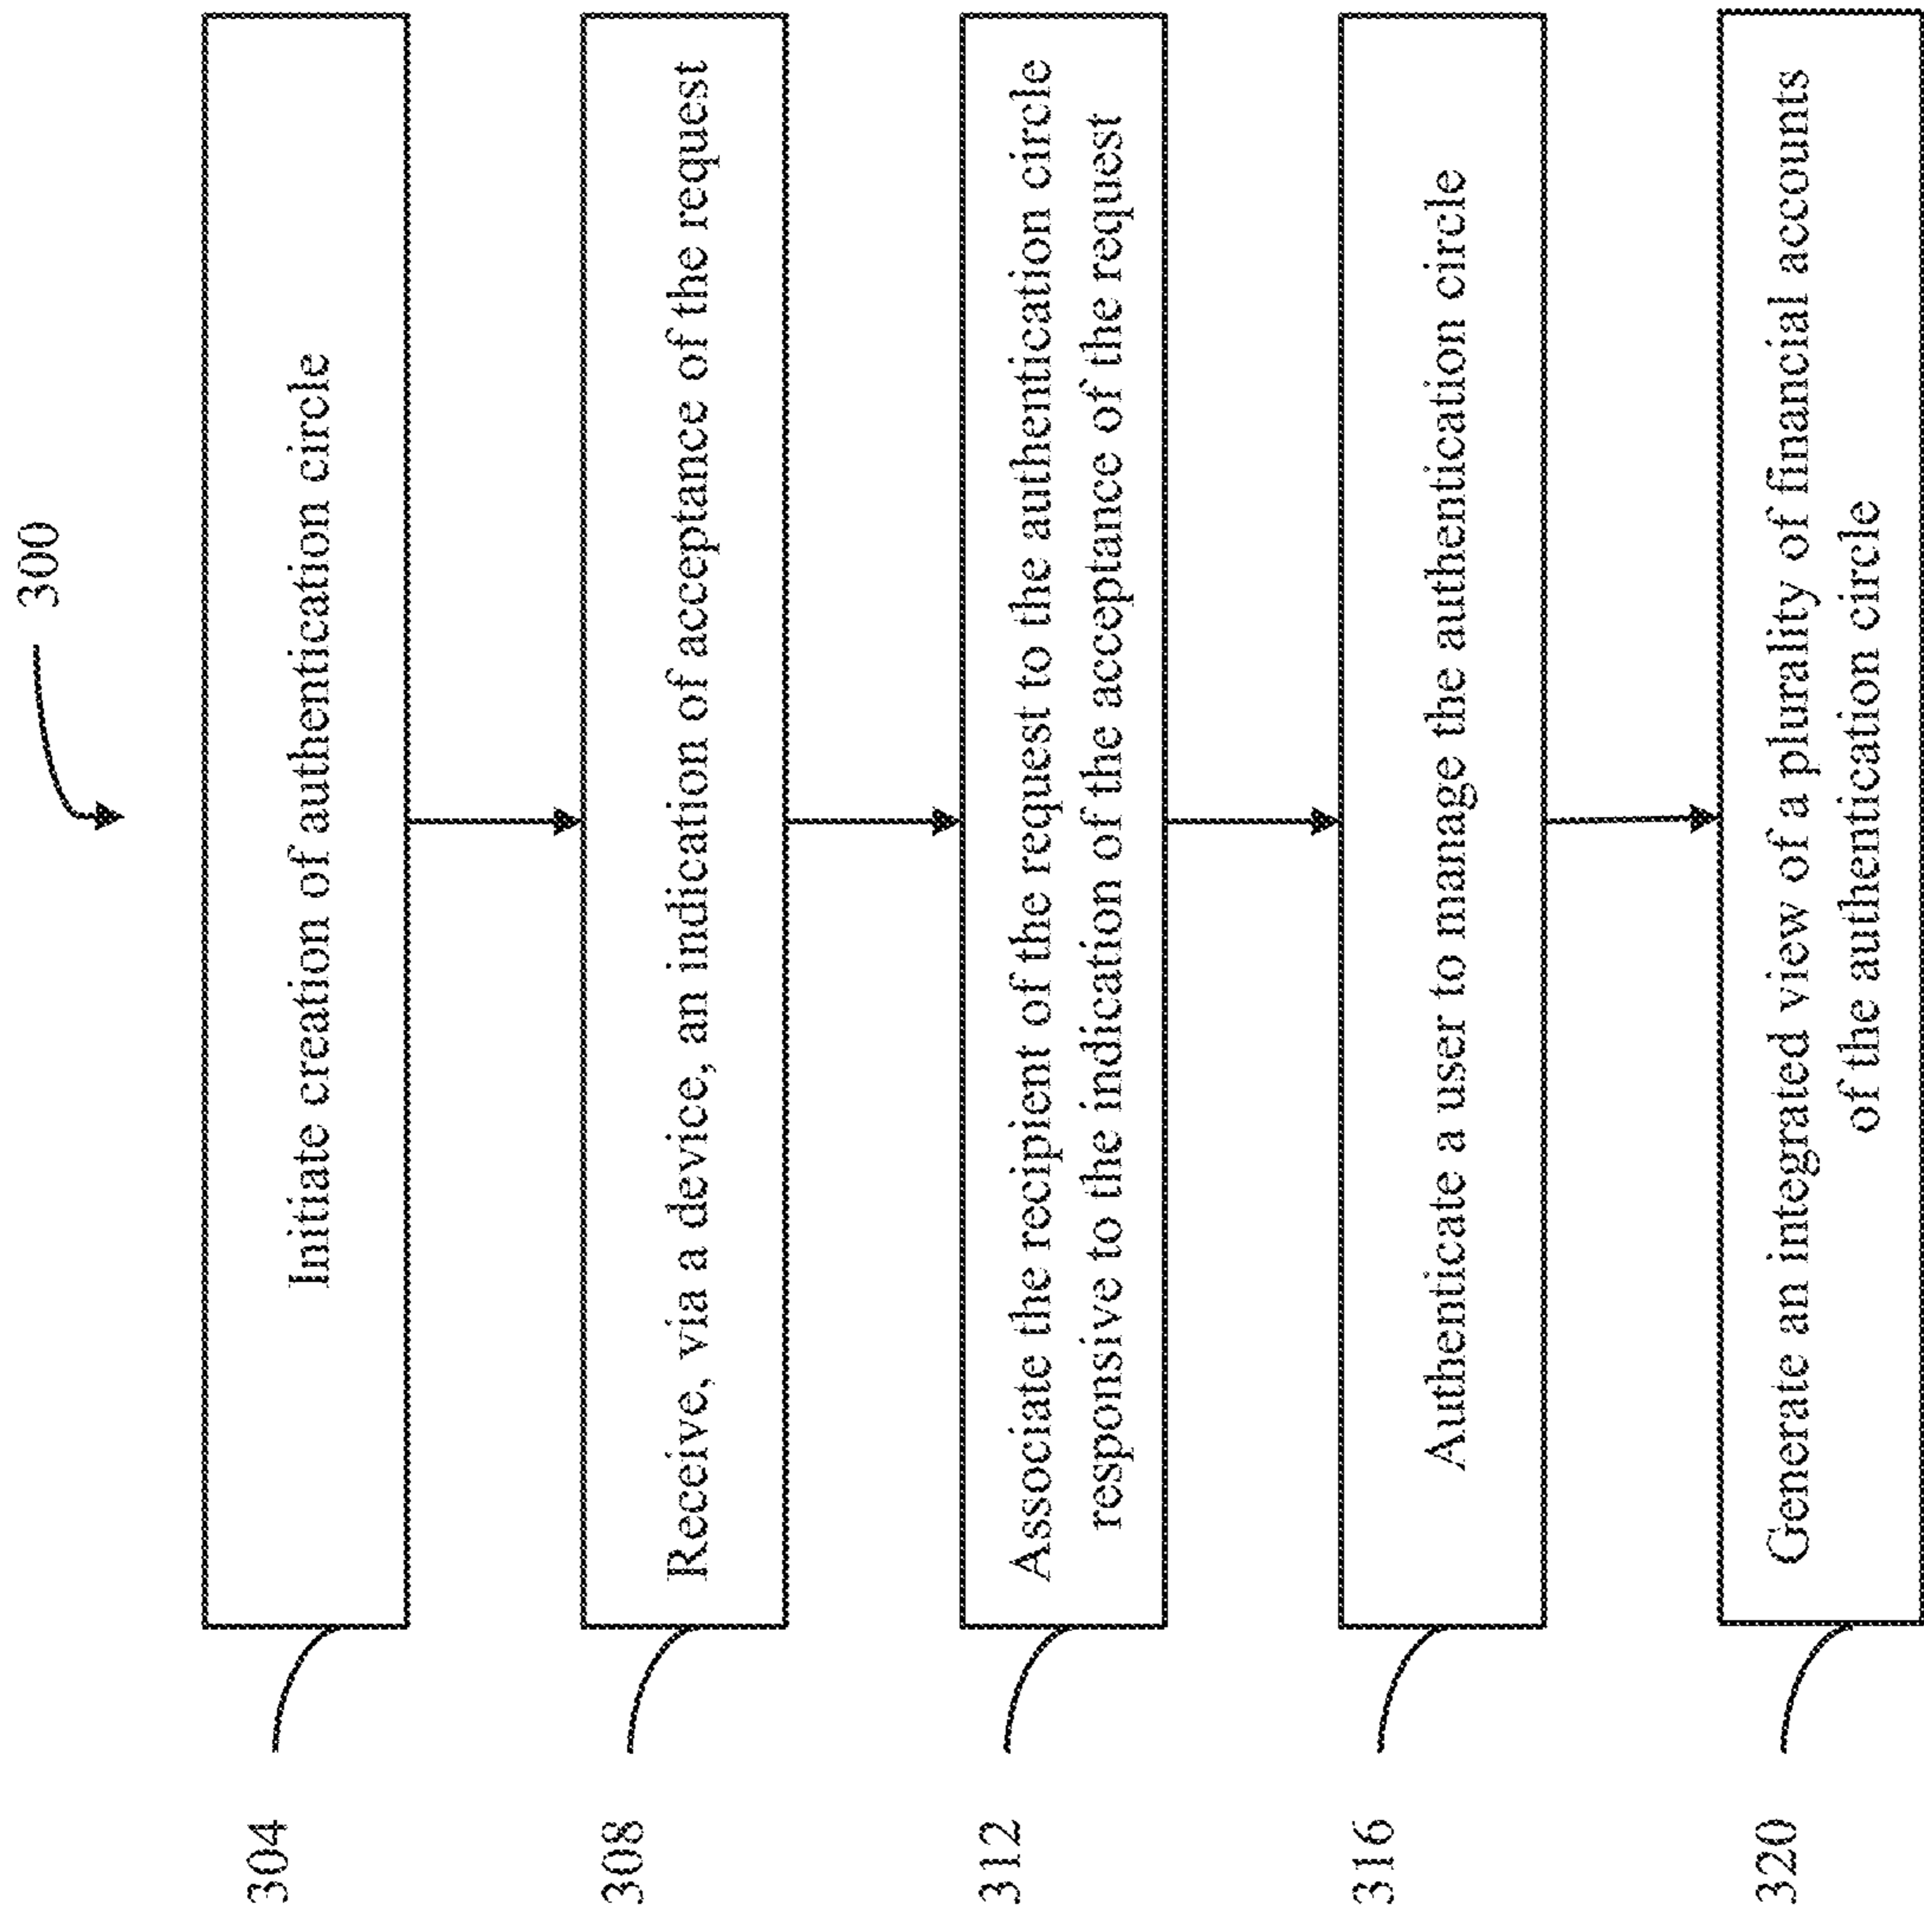 300
304
Initiate creation of authentication circle
308
Receive, via a device, an indication of acceptance of the request
312
Associate the recipient of the request to the authentication circle
responsive to the indication of the acceptance of the request
316
Authenticate a user to manage the authentication circle
320
Generate an integrated view of a plurality of financial accounts
of the authentication circle